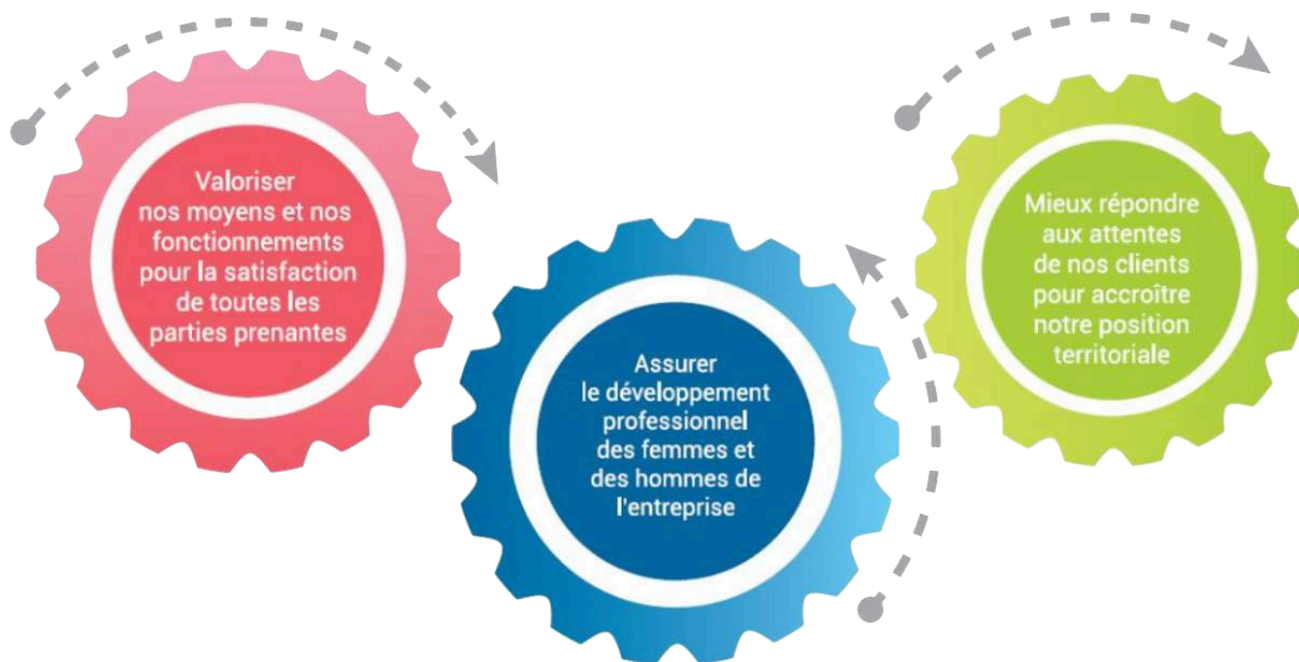 Valoriser
nos moyens et nos
fonctionnements
pour la satisfaction
de toutes les
parties prenantes
Assurer
le développement
professionnel
des femmes et
des hommes de
l'entreprise
Mieux répondre
aux attentes
de nos clients
pour accroître
notre position
territoriale